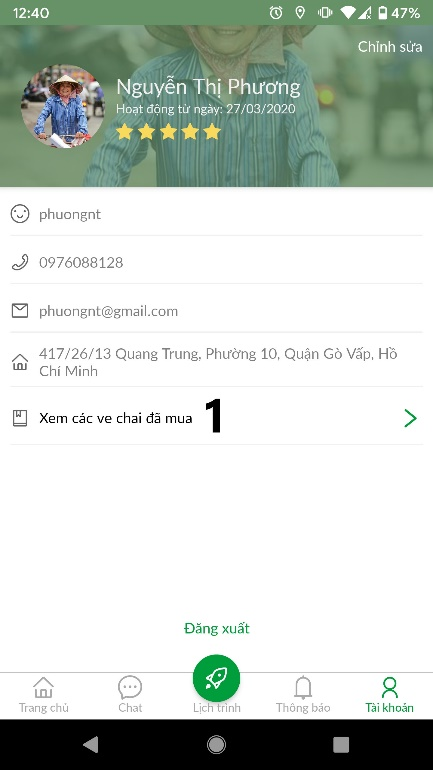 12:40
47%
Chỉnh sửa
Nguyễn Thị Phương
Hoạt động từ ngày: 27/03/2020
phuongnt
0976088128
phuongnt@gmail.com
417/26/13 Quang Trung, Phường 10, Quận Gò Vấp, Hồ
Chí Minh
Xem các ve chai đã mua 1
Đăng xuất
Trang chủ
Chat
Lịch trình
Thông báo
Tài khoản